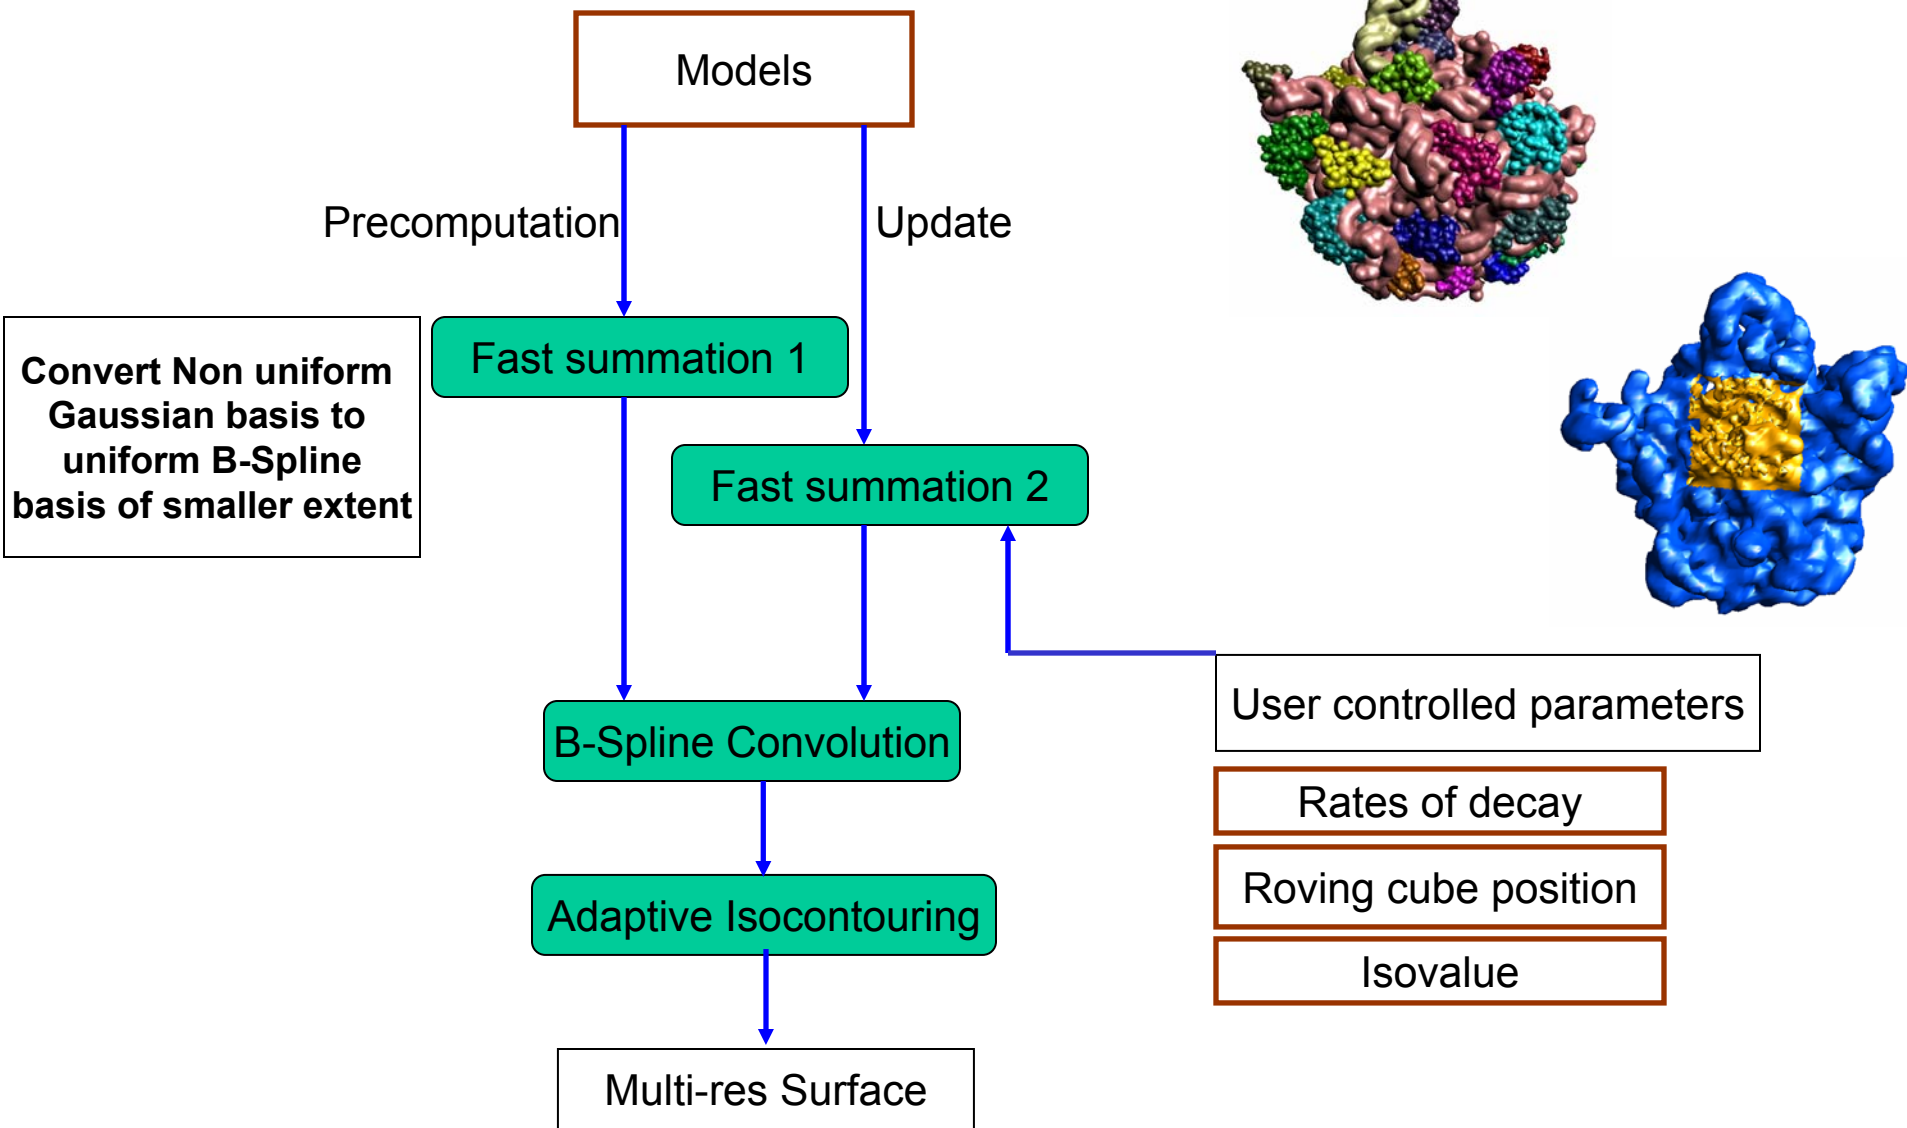 Models
Precomputation
Update
Convert Non uniform
Gaussian basis to
uniform B-Spline
basis of smaller extent
Fast summation 1
Fast summation 2
User controlled parameters
B-Spline Convolution
Rates of decay
Roving cube position
Adaptive Isocontouring
Isovalue
Multi-res Surface